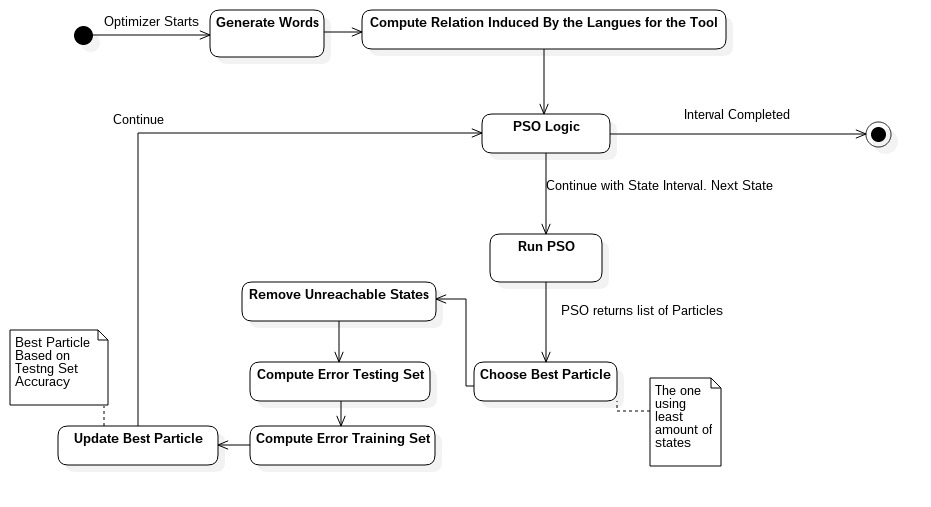 Optimizer Starts
Generate Words
Compute Relation Induced By the Langues for the Tool
Continue
PSO Logic
Interval Completed
Continue with State Interval. Next State
Run PSO
PSO returns list of Particles
Remove Unreachable States
Best Particle
Based on
Testng Set
Accuracy
Compute Error Testing Set
Choose Best Particle
The one
using
least
amount of
states
Update Best Particle
Compute Error Training Set